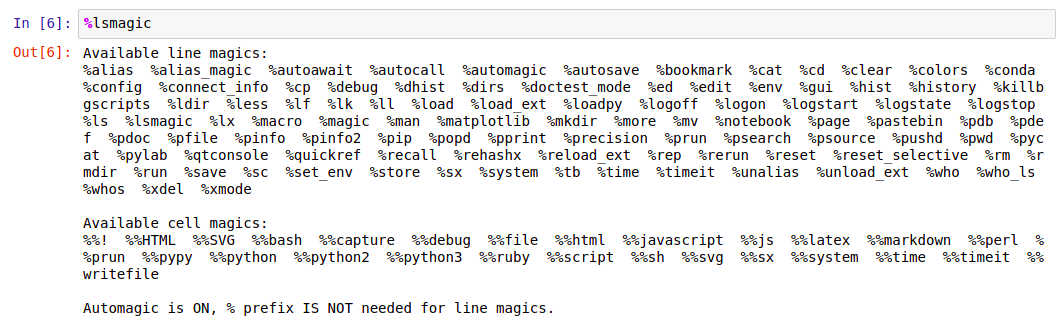 In [6]: %lsmagic
Out[6]: Available line magics:
%alias  %alias_magic  %autoawait  %autocall  %automagic  %autosave  %bookmark  %cat  %cd  %clear  %colors  %conda
%config  %connect_info  %cp  %debug  %dhist  %dirs  %doctest_mode  %ed  %edit  %env  %gui  %hist  %history  %killb
gscripts  %ldir  %less  %lf  %lk  %ll  %load  %load_ext  %loadpy  %logoff  %logon  %logstart  %logstate  %logstop
%ls  %lsmagic  %lx  %macro  %magic  %man  %matplotlib  %mkdir  %more  %mv  %notebook  %page  %pastebin  %pdb  %pde
f  %pdoc  %pfile  %pinfo  %pinfo2  %pip  %popd  %pprint  %precision  %prun  %psearch  %psource  %pushd  %pwd  %pyc
at  %pylab  %qtconsole  %quickref  %recall  %rehashx  %reload_ext  %rep  %rerun  %reset  %reset_selective  %rm  %r
mdir  %run  %save  %sc  %set_env  %store  %sx  %system  %tb  %time  %timeit  %unalias  %unload_ext  %who  %who_ls
%whos  %xdel  %xmode
Available cell magics:
%%!  %%HTML  %%SVG  %%bash  %%capture  %%debug  %%file  %%html  %%javascript  %%js  %%latex  %%markdown  %%perl  %
%prun  %%pypy  %%python  %%python2  %%python3  %%ruby  %%script  %%sh  %%svg  %%sx  %%system  %%time  %%timeit  %%
writefile
Automagic is ON, % prefix IS NOT needed for line magics.